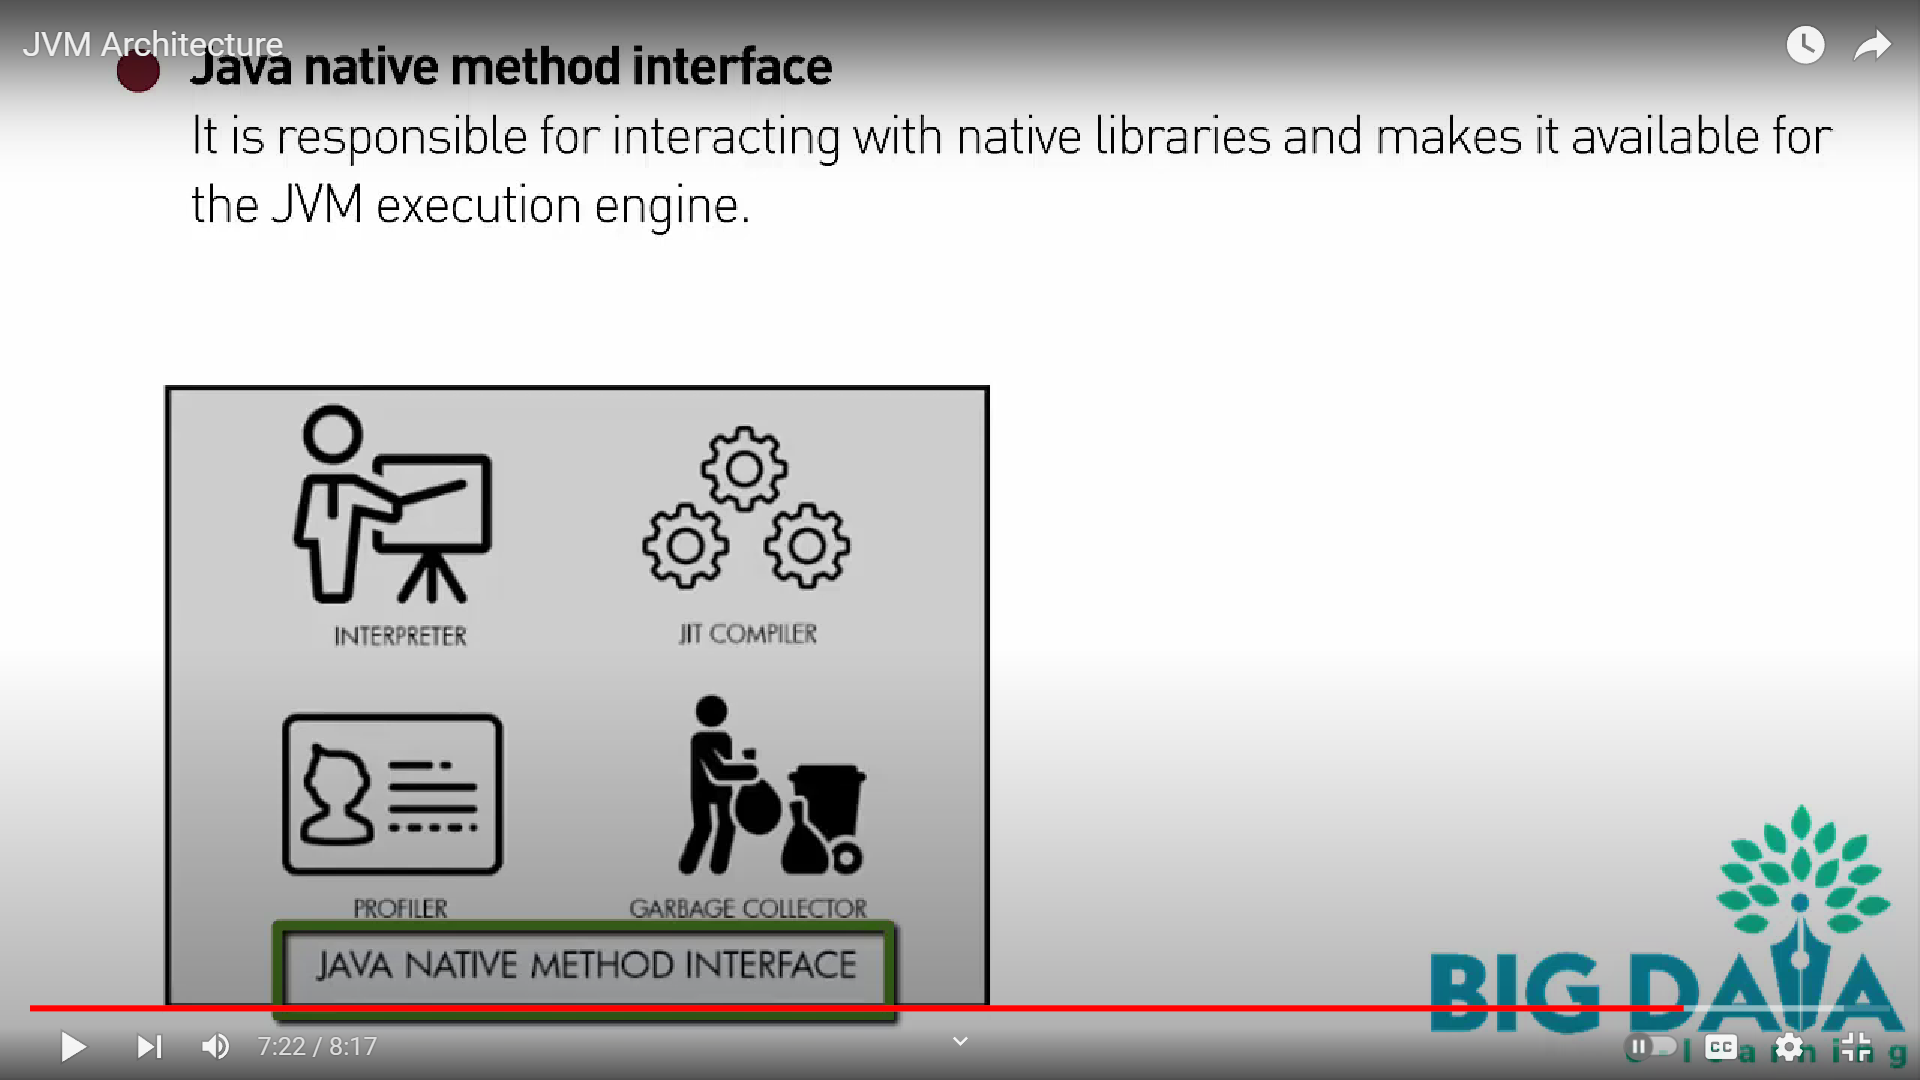 JVM Architecture
Java native method interface
It is responsible for interacting with native libraries and makes it available for
the JVM execution engine.
INTERPRETER
JIT COMPILER
PROFILER
GARBAGE COLLECTOR
JAVA NATIVE METHOD INTERFACE
BIG DATA
e-learning
7:22 / 8:17
CC